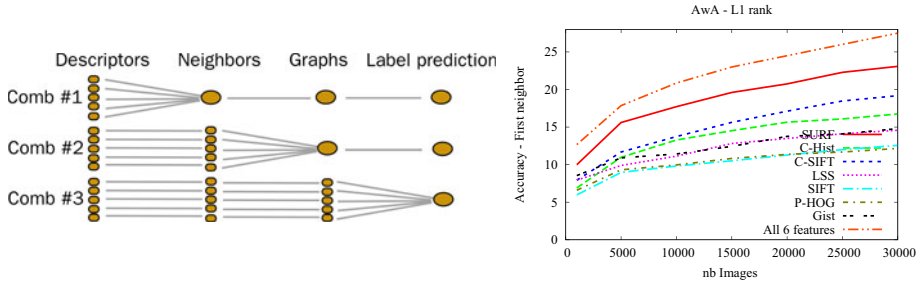 Descriptors Neighbors Graphs Label prediction
Comb #1
Comb #2
Comb #3
AwA - L1 rank
Accuracy - First neighbor
25
20
15
10
5
0
SURF
C-Hist
C-SIFT
LSS
SIFT
P-HOG
Gist
All 6 features
0 5000 10000 15000 20000 25000 30000
nb Images